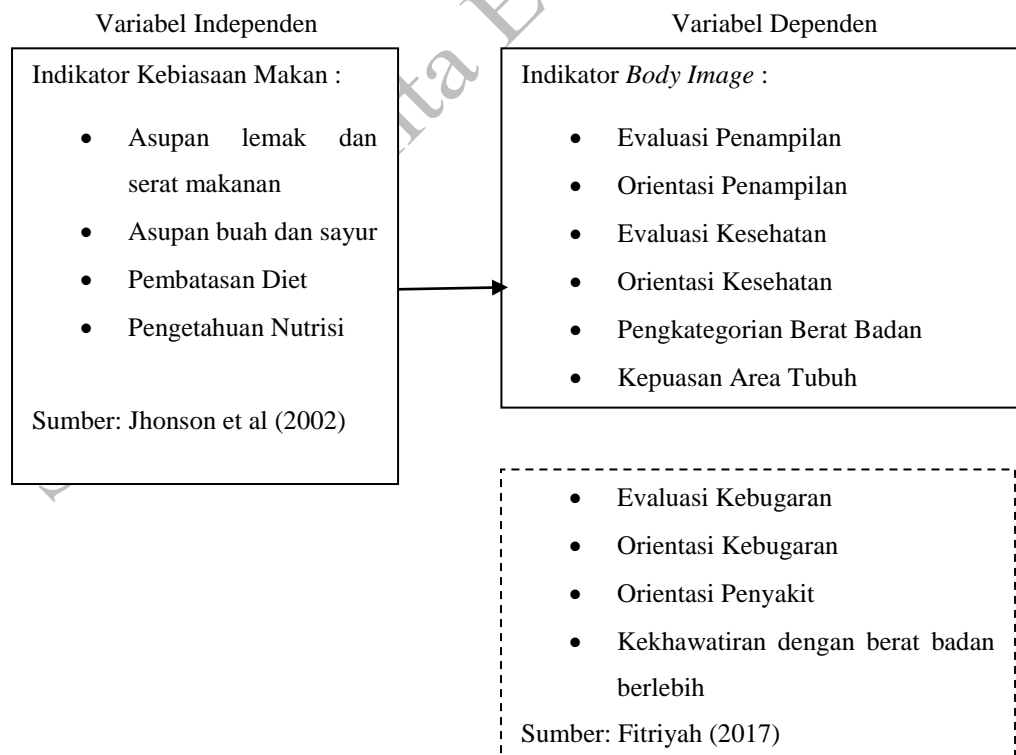 Variabel Independen
Indikator Kebiasaan Makan :
• Asupan lemak dan
serat makanan
• Asupan buah dan sayur
• Pembatasan Diet
• Pengetahuan Nutrisi
Sumber: Jhonson et al (2002)
Variabel Dependen
Indikator Body Image :
• Evaluasi Penampilan
• Orientasi Penampilan
• Evaluasi Kesehatan
• Orientasi Kesehatan
• Pengkategorian Berat Badan
• Kepuasan Area Tubuh
• Evaluasi Kebugaran
• Orientasi Kebugaran
• Orientasi Penyakit
• Kekhawatiran dengan berat badan
berlebih
Sumber: Fitriyah (2017)